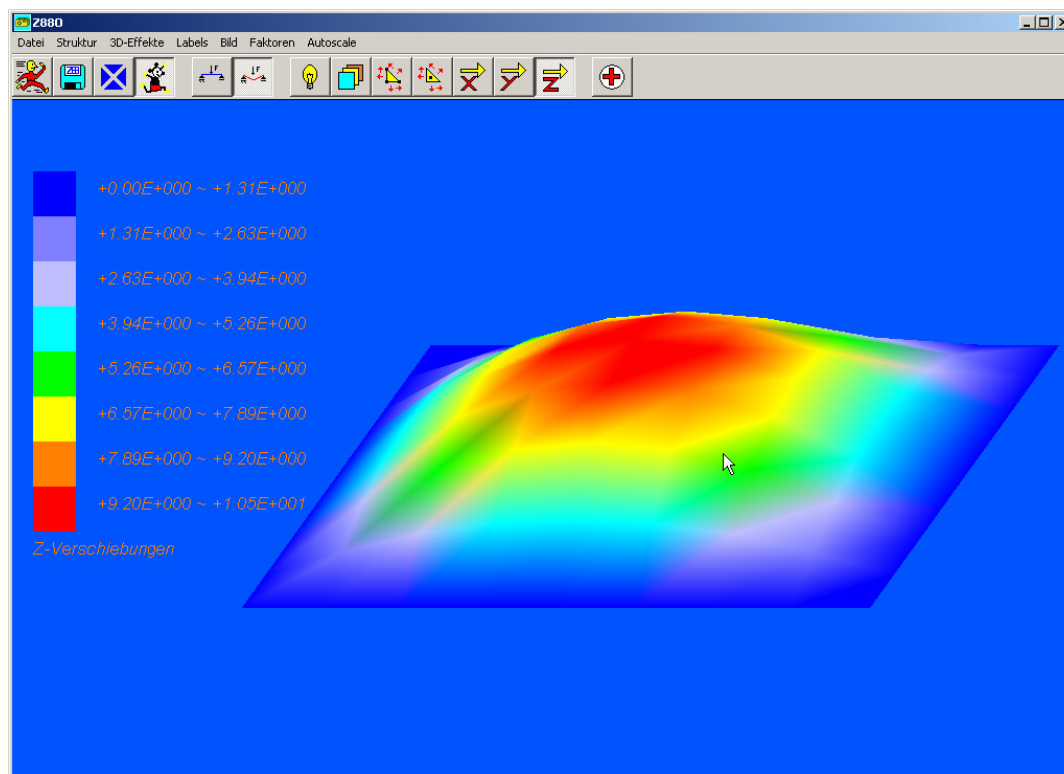 Z88O
Datei Struktur 3D-Effekte Labels Bild Faktoren Autoscale
Z88
X Y Z
+0.00E+000 ~ +1.31E+000
+1.31E+000 ~ +2.63E+000
+2.63E+000 ~ +3.94E+000
+3.94E+000 ~ +5.26E+000
+5.26E+000 ~ +6.57E+000
+6.57E+000 ~ +7.89E+000
+7.89E+000 ~ +9.20E+000
+9.20E+000 ~ +1.05E+001
Z-Verschiebungen